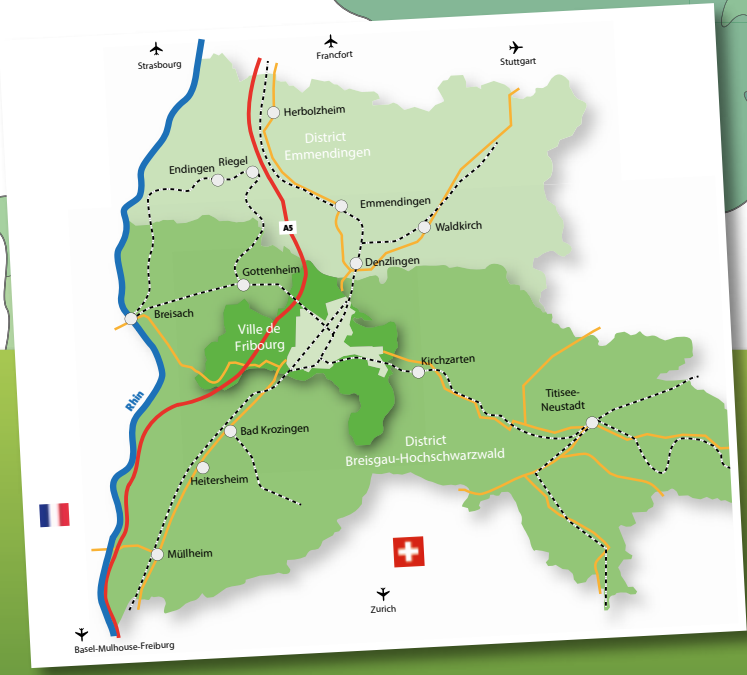 Strasbourg
Francfort
Stuttgart
Herbolzheim
District
Emmendingen
Riegel
Endingen
Emmendingen
Waldkirch
A5
Denzlingen
Gottenheim
Breisach
Ville de
Fribourg
Kirchzarten
Titisee-
Neustadt
Rhin
Bad Krozingen
District
Breisgau-Hochschwarzwald
Heitersheim
Müllheim
Zurich
Basel-Mulhouse-Freiburg